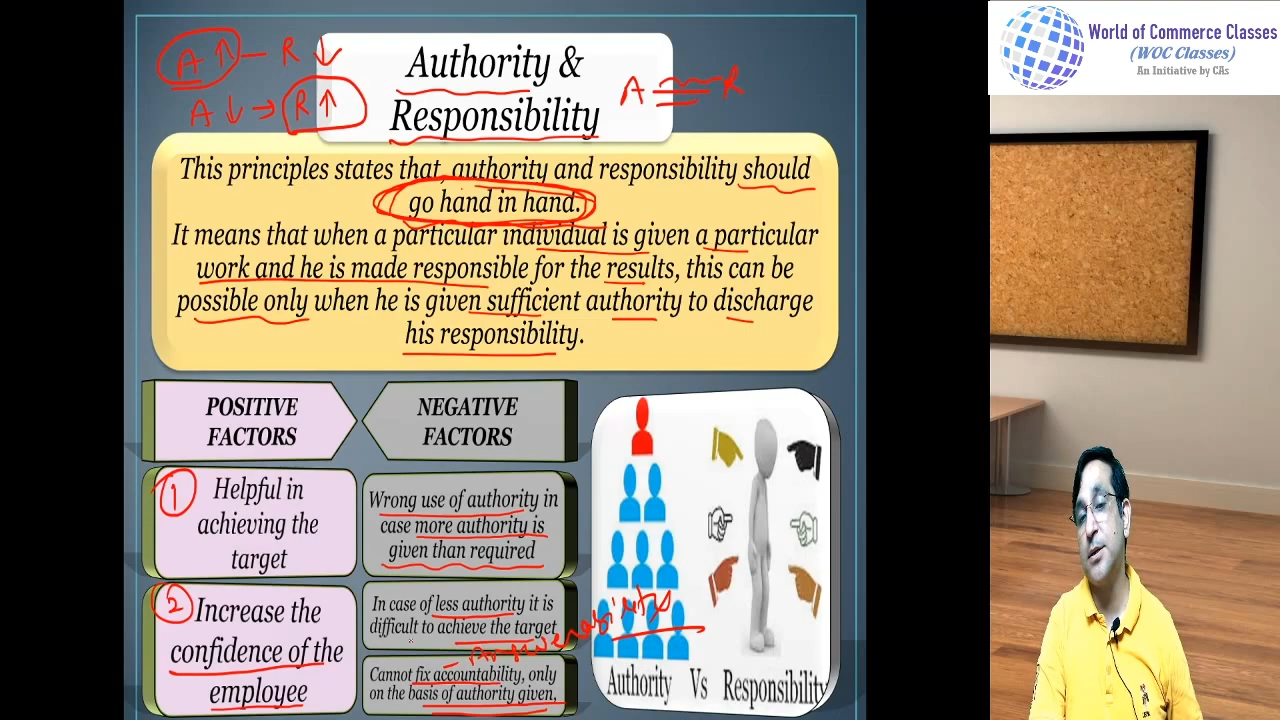 A ↑ — R ↓
A ↓ → R ↑
Authority &
Responsibility
A = R
World of Commerce Classes
(WOC Classes)
An Initiative by CAs
This principles states that, authority and responsibility should
go hand in hand.
It means that when a particular individual is given a particular
work and he is made responsible for the results, this can be
possible only when he is given sufficient authority to discharge
his responsibility.
POSITIVE
FACTORS
NEGATIVE
FACTORS
1
Helpful in
achieving the
target
Wrong use of authority in
case more authority is
given than required
2
Increase the
confidence of the
employee
In case of less authority it is
difficult to achieve the target
Cannot fix accountability, only
on the basis of authority given.
Authority Vs Responsibility